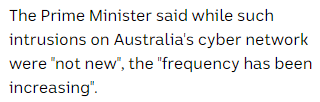 The Prime Minister said while such
intrusions on Australia's cyber network
were "not new", the "frequency has been
increasing".